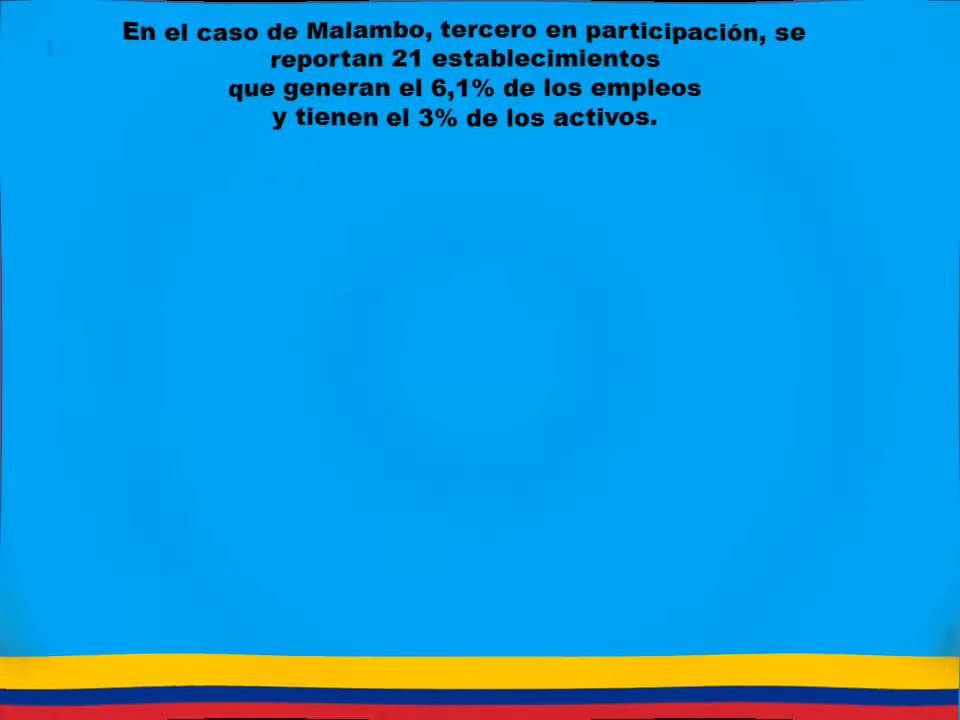 En el caso de Malambo, tercero en participación, se
reportan 21 establecimientos
que generan el 6,1% de los empleos
y tienen el 3% de los activos.